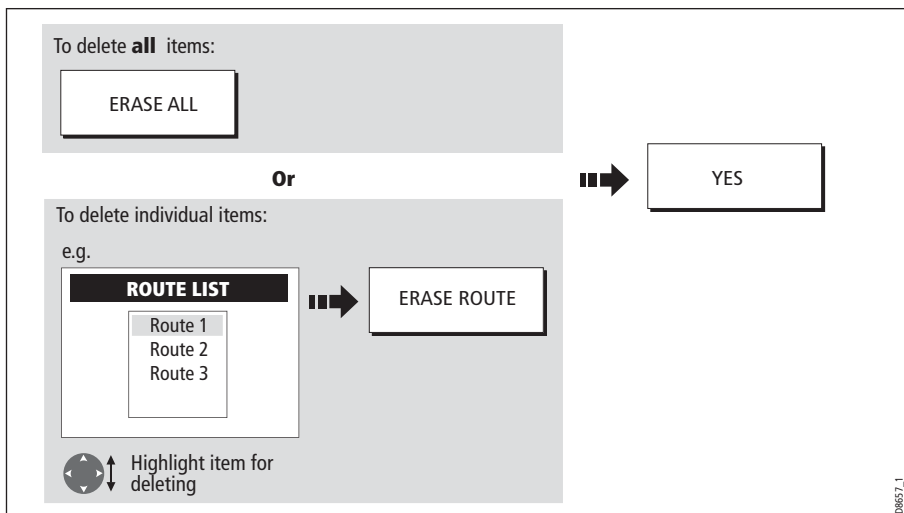 To delete all items:
ERASE ALL
Or
To delete individual items:
e.g.
ROUTE LIST
Route 1
Route 2
Route 3
Highlight item for
deleting
ERASE ROUTE
YES
D8657_1